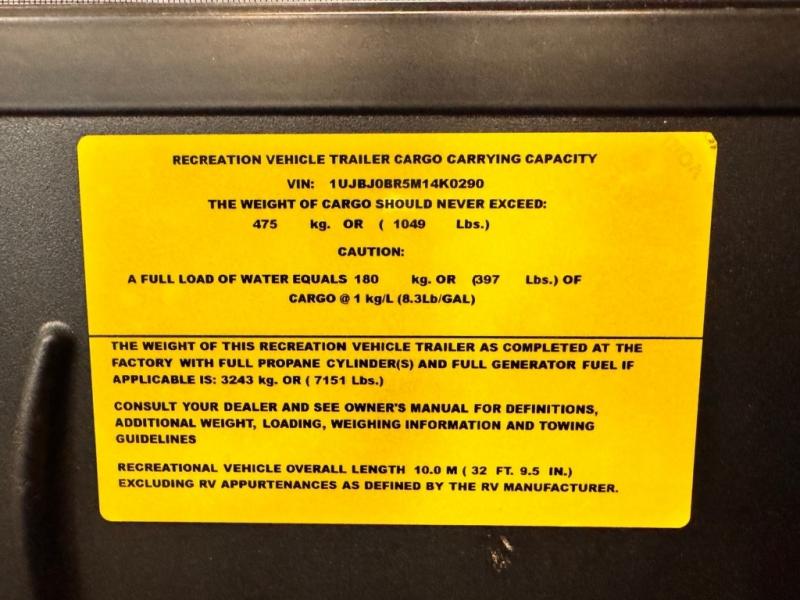 RECREATION VEHICLE TRAILER CARGO CARRYING CAPACITY
VIN: 1UJBJ0BR5M14K0290
THE WEIGHT OF CARGO SHOULD NEVER EXCEED:
475 kg. OR ( 1049 Lbs.)
CAUTION:
A FULL LOAD OF WATER EQUALS 180 kg. OR (397 Lbs.) OF
CARGO @ 1 kg/L (8.3Lb/GAL)
THE WEIGHT OF THIS RECREATION VEHICLE TRAILER AS COMPLETED AT THE
FACTORY WITH FULL PROPANE CYLINDER(S) AND FULL GENERATOR FUEL IF
APPLICABLE IS: 3243 kg. OR ( 7151 Lbs.)
CONSULT YOUR DEALER AND SEE OWNER'S MANUAL FOR DEFINITIONS,
ADDITIONAL WEIGHT, LOADING, WEIGHING INFORMATION AND TOWING
GUIDELINES
RECREATIONAL VEHICLE OVERALL LENGTH 10.0 M ( 32 FT. 9.5 IN.)
EXCLUDING RV APPURTENANCES AS DEFINED BY THE RV MANUFACTURER.